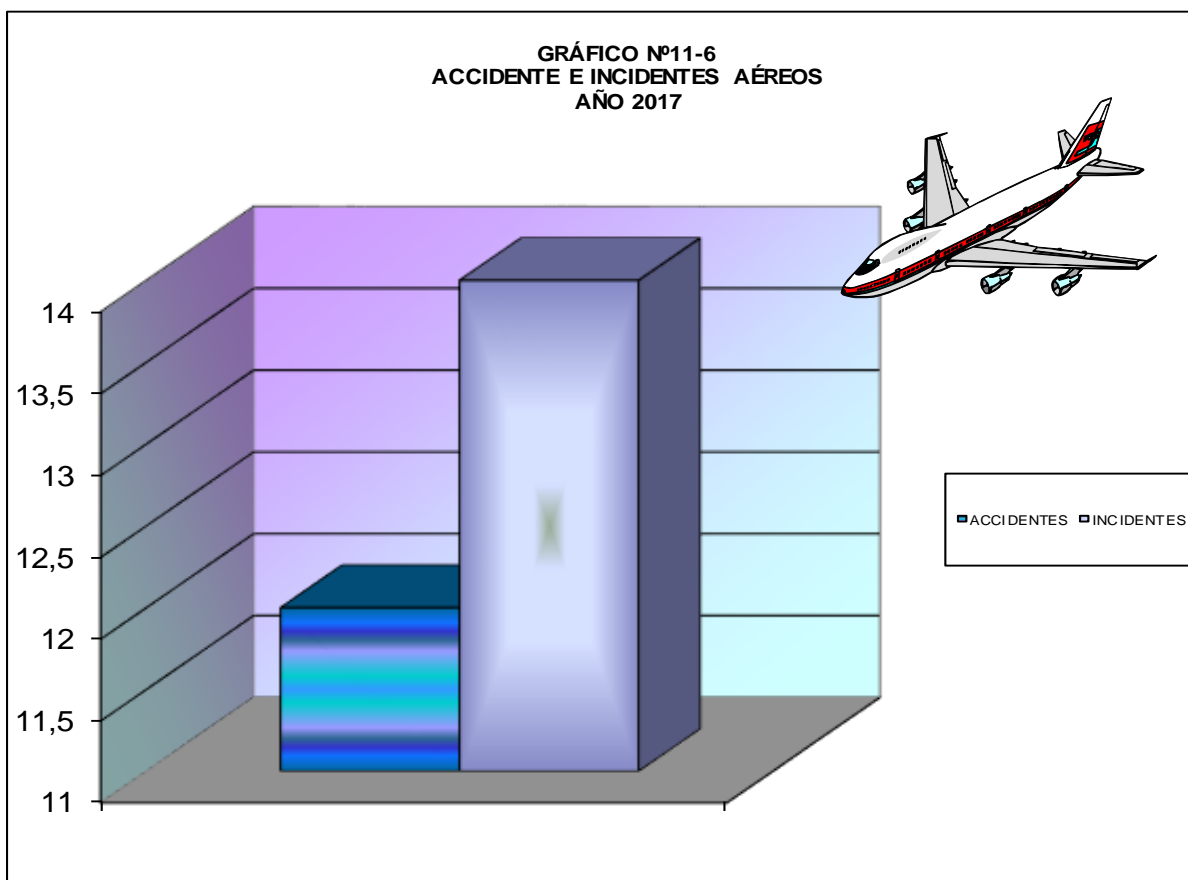 GRÁFICO Nº11-6
ACCIDENTE E INCIDENTES AÉREOS
AÑO 2017
14
13,5
13
12,5
12
11,5
11
ACCIDENTES INCIDENTES